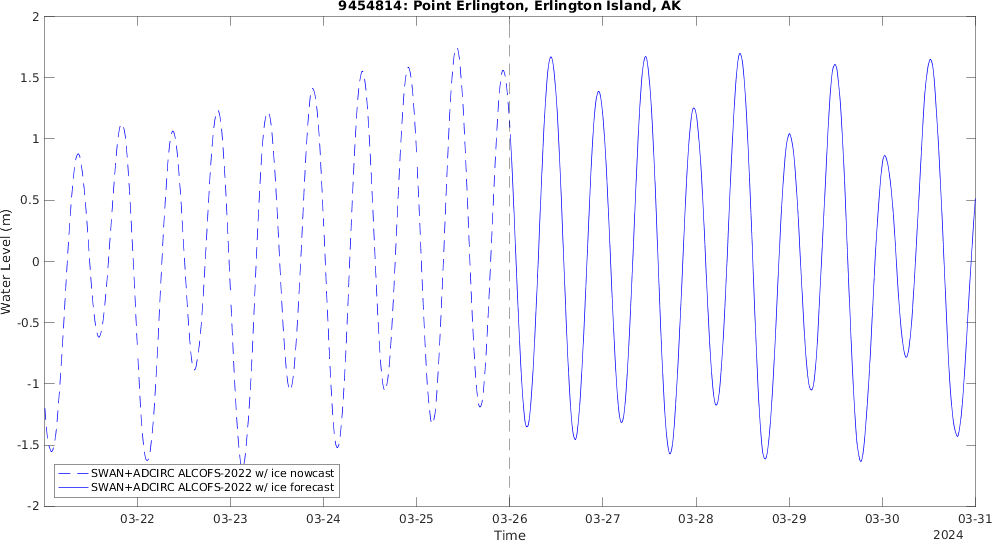 9454814: Point Erlington, Erlington Island, AK
2
1.5
1
0.5
0
-0.5
-1
-1.5
-2
Water Level (m)
SWAN+ADCIRC ALCOFS-2022 w/ ice nowcast
SWAN+ADCIRC ALCOFS-2022 w/ ice forecast
03-22 03-23 03-24 03-25 03-26 03-27 03-28 03-29 03-30 03-31
Time
2024